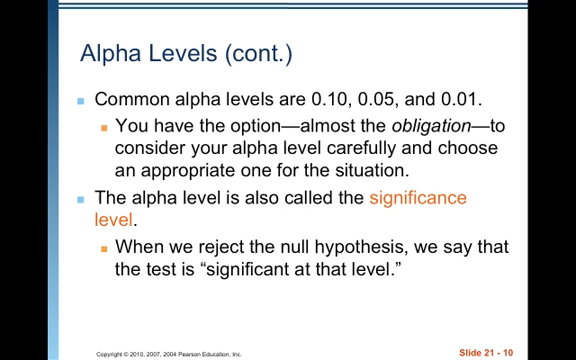 Alpha Levels (cont.)
Common alpha levels are 0.10, 0.05, and 0.01.
You have the option—almost the obligation—to
consider your alpha level carefully and choose
an appropriate one for the situation.
The alpha level is also called the significance
level.
When we reject the null hypothesis, we say that
the test is “significant at that level.”
Copyright © 2010, 2007, 2004 Pearson Education, Inc.
Slide 21 - 10